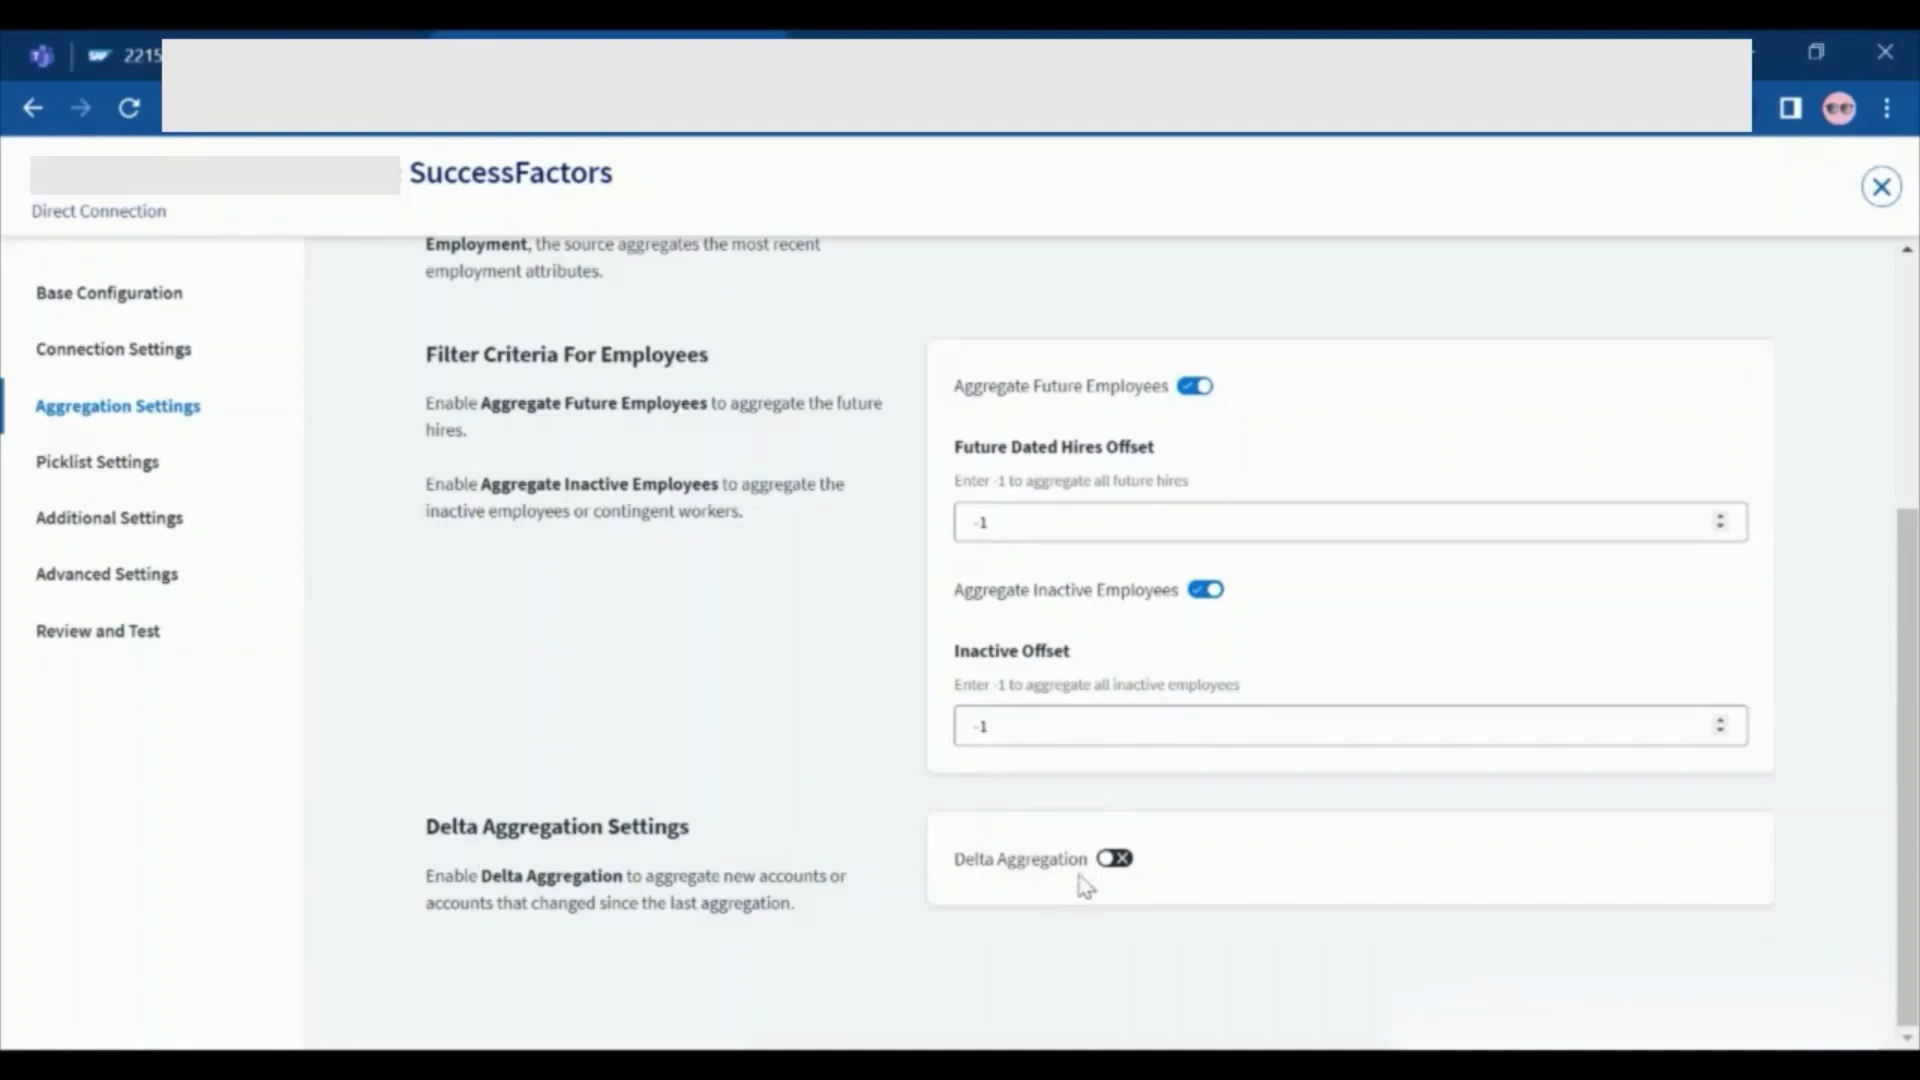 2215
SuccessFactors
Direct Connection
Base Configuration
Connection Settings
Aggregation Settings
Picklist Settings
Additional Settings
Advanced Settings
Review and Test
Employment, the source aggregates the most recent
employment attributes.
Filter Criteria For Employees
Enable Aggregate Future Employees to aggregate the future
hires.
Enable Aggregate Inactive Employees to aggregate the
inactive employees or contingent workers.
Aggregate Future Employees
Future Dated Hires Offset
Enter -1 to aggregate all future hires
-1
Aggregate Inactive Employees
Inactive Offset
Enter -1 to aggregate all inactive employees
-1
Delta Aggregation Settings
Enable Delta Aggregation to aggregate new accounts or
accounts that changed since the last aggregation.
Delta Aggregation